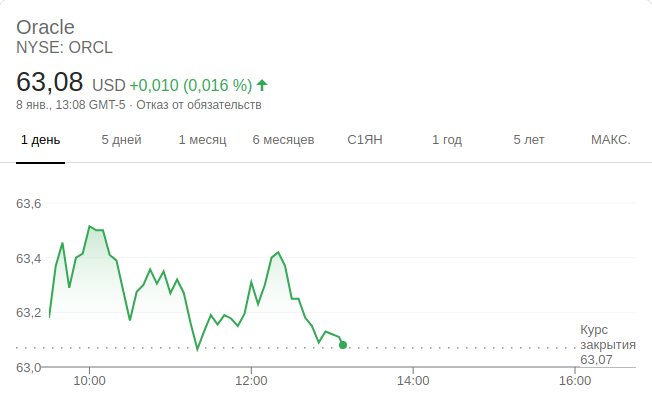 Oracle
NYSE: ORCL
63,08 USD +0,010 (0,016 %)
8 янв., 13:08 GMT-5 · Отказ от обязательств
1 день 5 дней 1 месяц 6 месяцев С1ЯН 1 год 5 лет МАКС.
63,6
63,4
63,2
63,0
Курс
закрытия
63,07
10:00 12:00 14:00 16:00